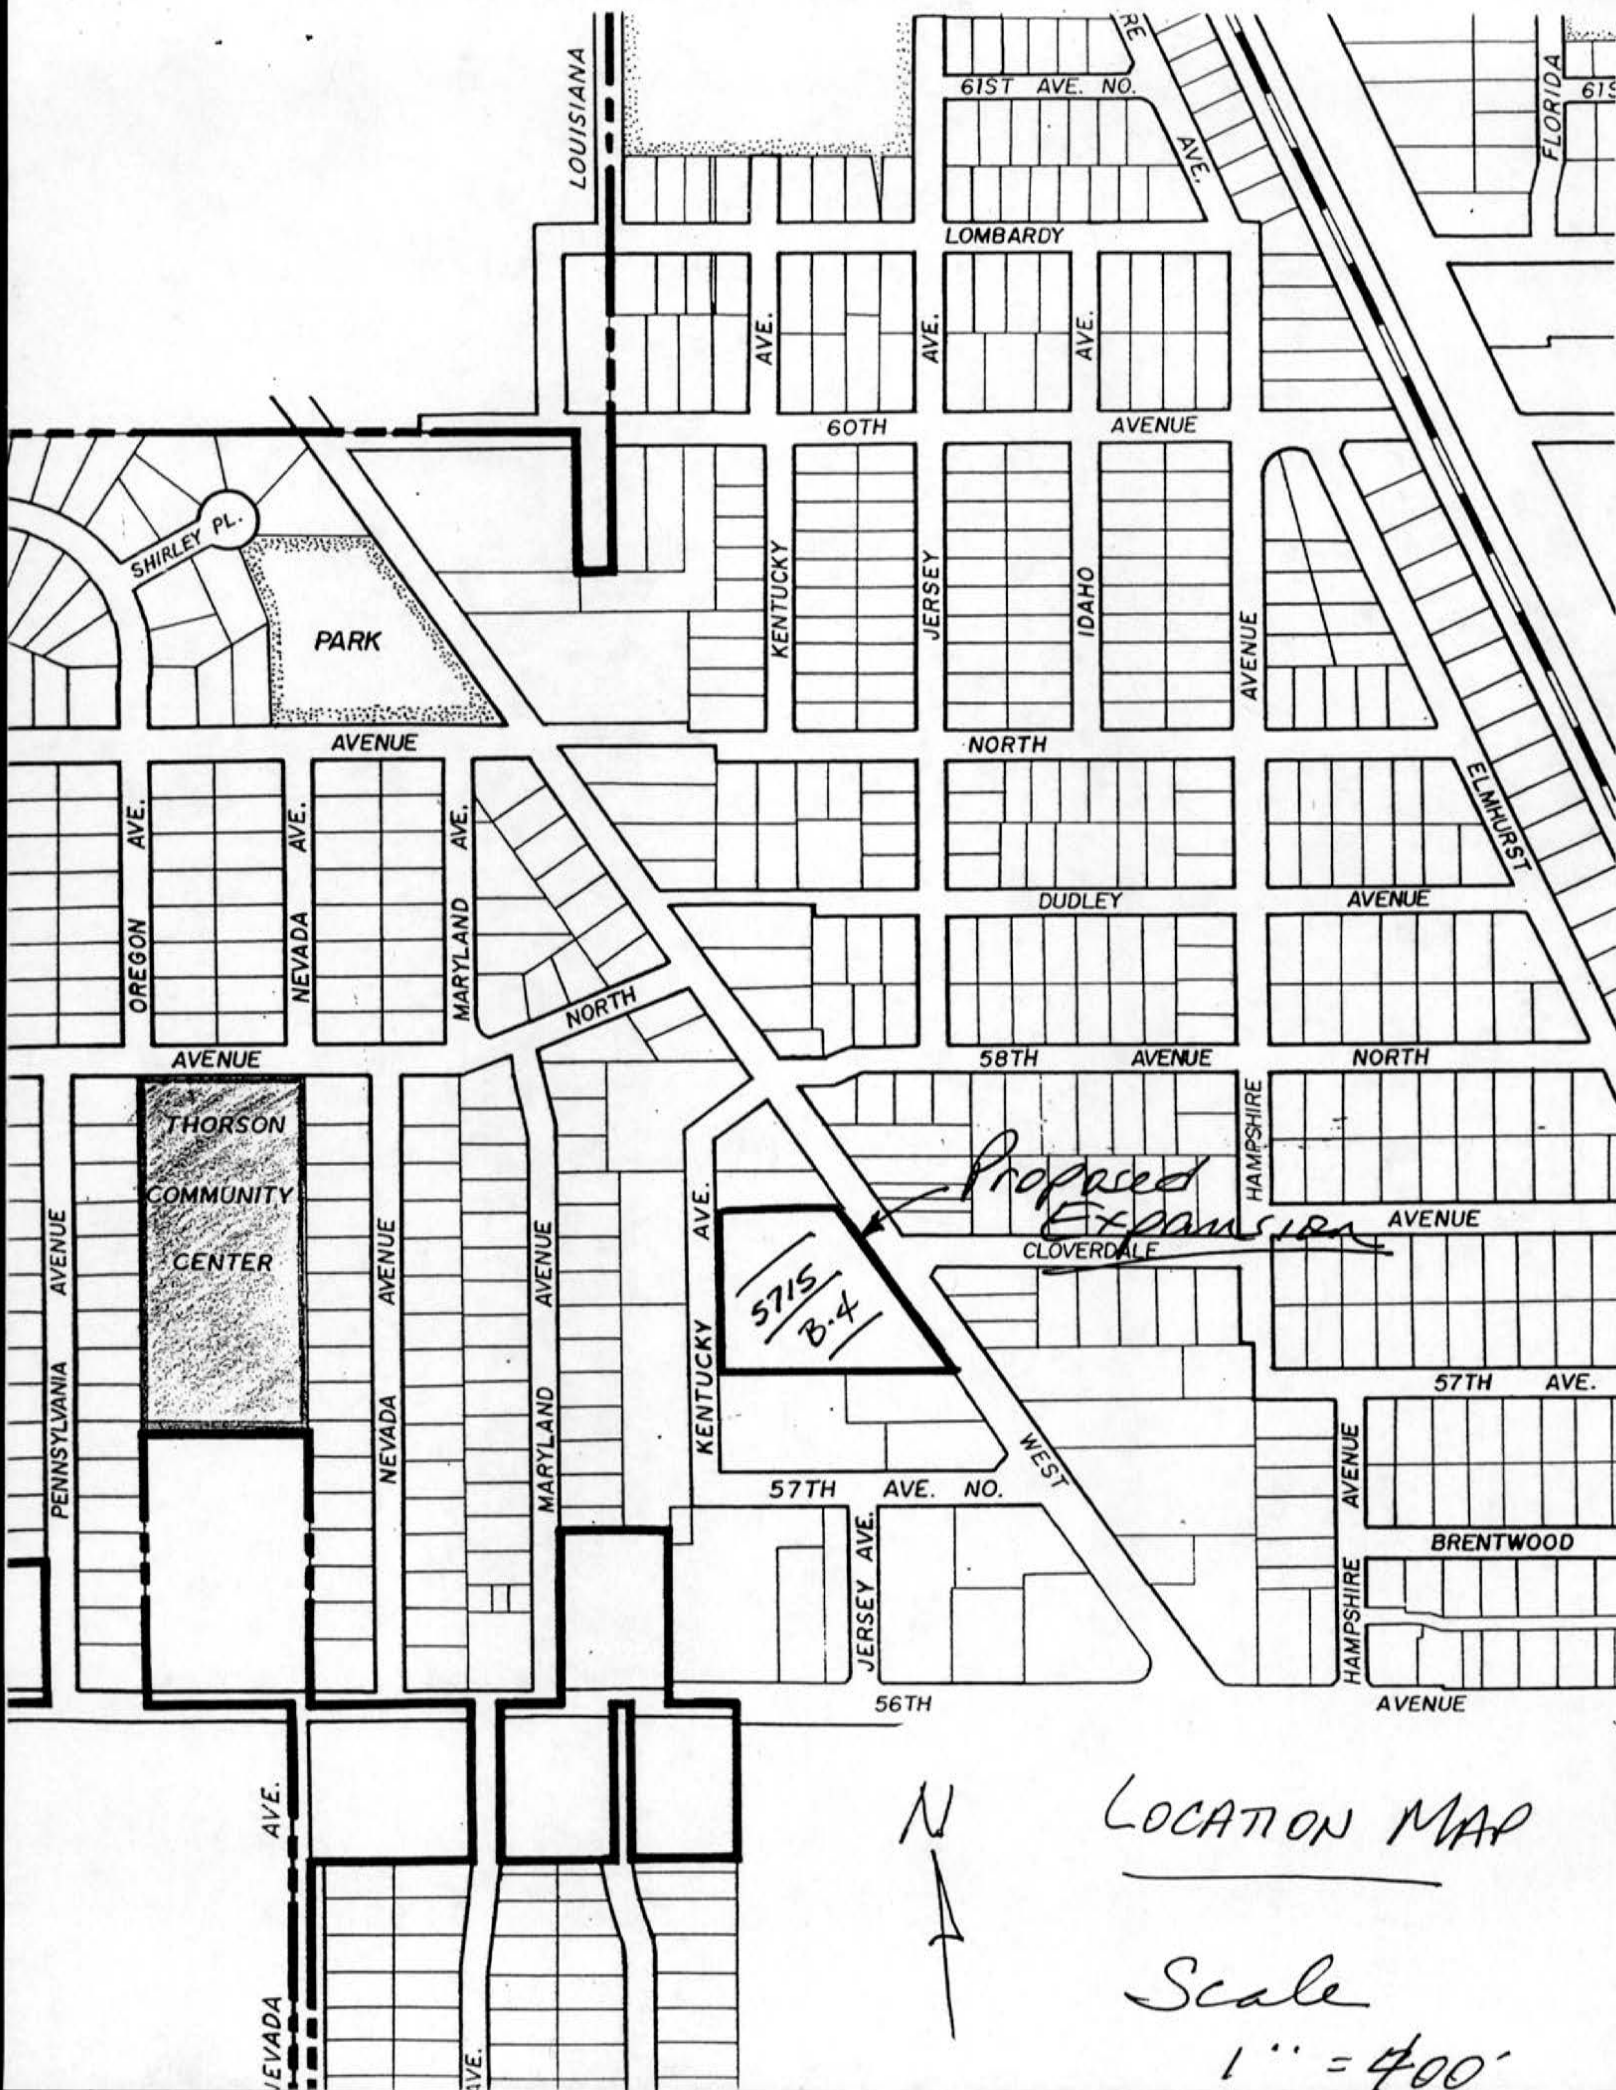 LOUISIANA
RE
61ST AVE. NO.
AVE.
FLORIDA
61S
LOMBARDY
AVE.
AVE.
AVE.
60TH
AVENUE
SHIRLEY PL.
PARK
KENTUCKY
JERSEY
IDAHO
AVENUE
AVENUE
NORTH
ELMHURST
OREGON AVE.
NEVADA AVE.
MARYLAND AVE.
DUDLEY
AVENUE
NORTH
AVENUE
58TH AVENUE
NORTH
THORSON
COMMUNITY
CENTER
HAMPSHIRE
Proposed
Expansion
AVENUE
CLOVERDALE
PENNSYLVANIA AVENUE
NEVADA AVENUE
MARYLAND AVENUE
KENTUCKY AVE.
5715
B-4
57TH AVE.
WEST
57TH AVE. NO.
JERSEY AVE.
HAMPSHIRE AVENUE
BRENTWOOD
56TH
AVENUE
NEVADA AVE.
AVE.
N
LOCATION MAP
Scale
1" = 400'